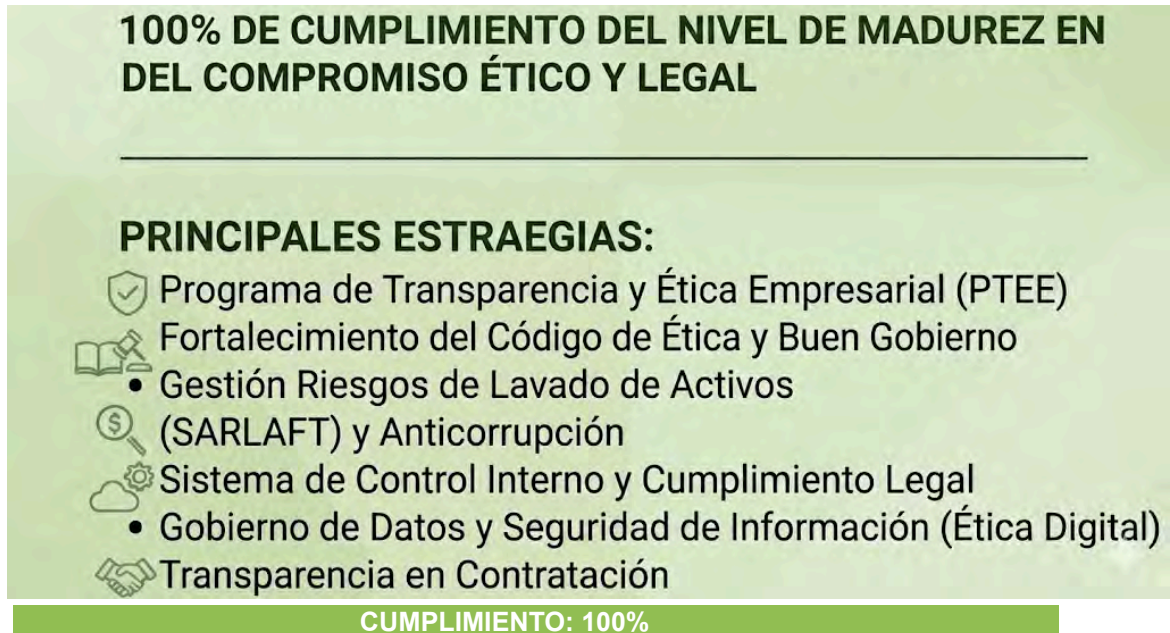 100% DE CUMPLIMIENTO DEL NIVEL DE MADUREZ EN
DEL COMPROMISO ÉTICO Y LEGAL
PRINCIPALES ESTRAEGIAS:
Programa de Transparencia y Ética Empresarial (PTEE)
Fortalecimiento del Código de Ética y Buen Gobierno
• Gestión Riesgos de Lavado de Activos
(SARLAFT) y Anticorrupción
Sistema de Control Interno y Cumplimiento Legal
• Gobierno de Datos y Seguridad de Información (Ética Digital)
Transparencia en Contratación
CUMPLIMIENTO: 100%